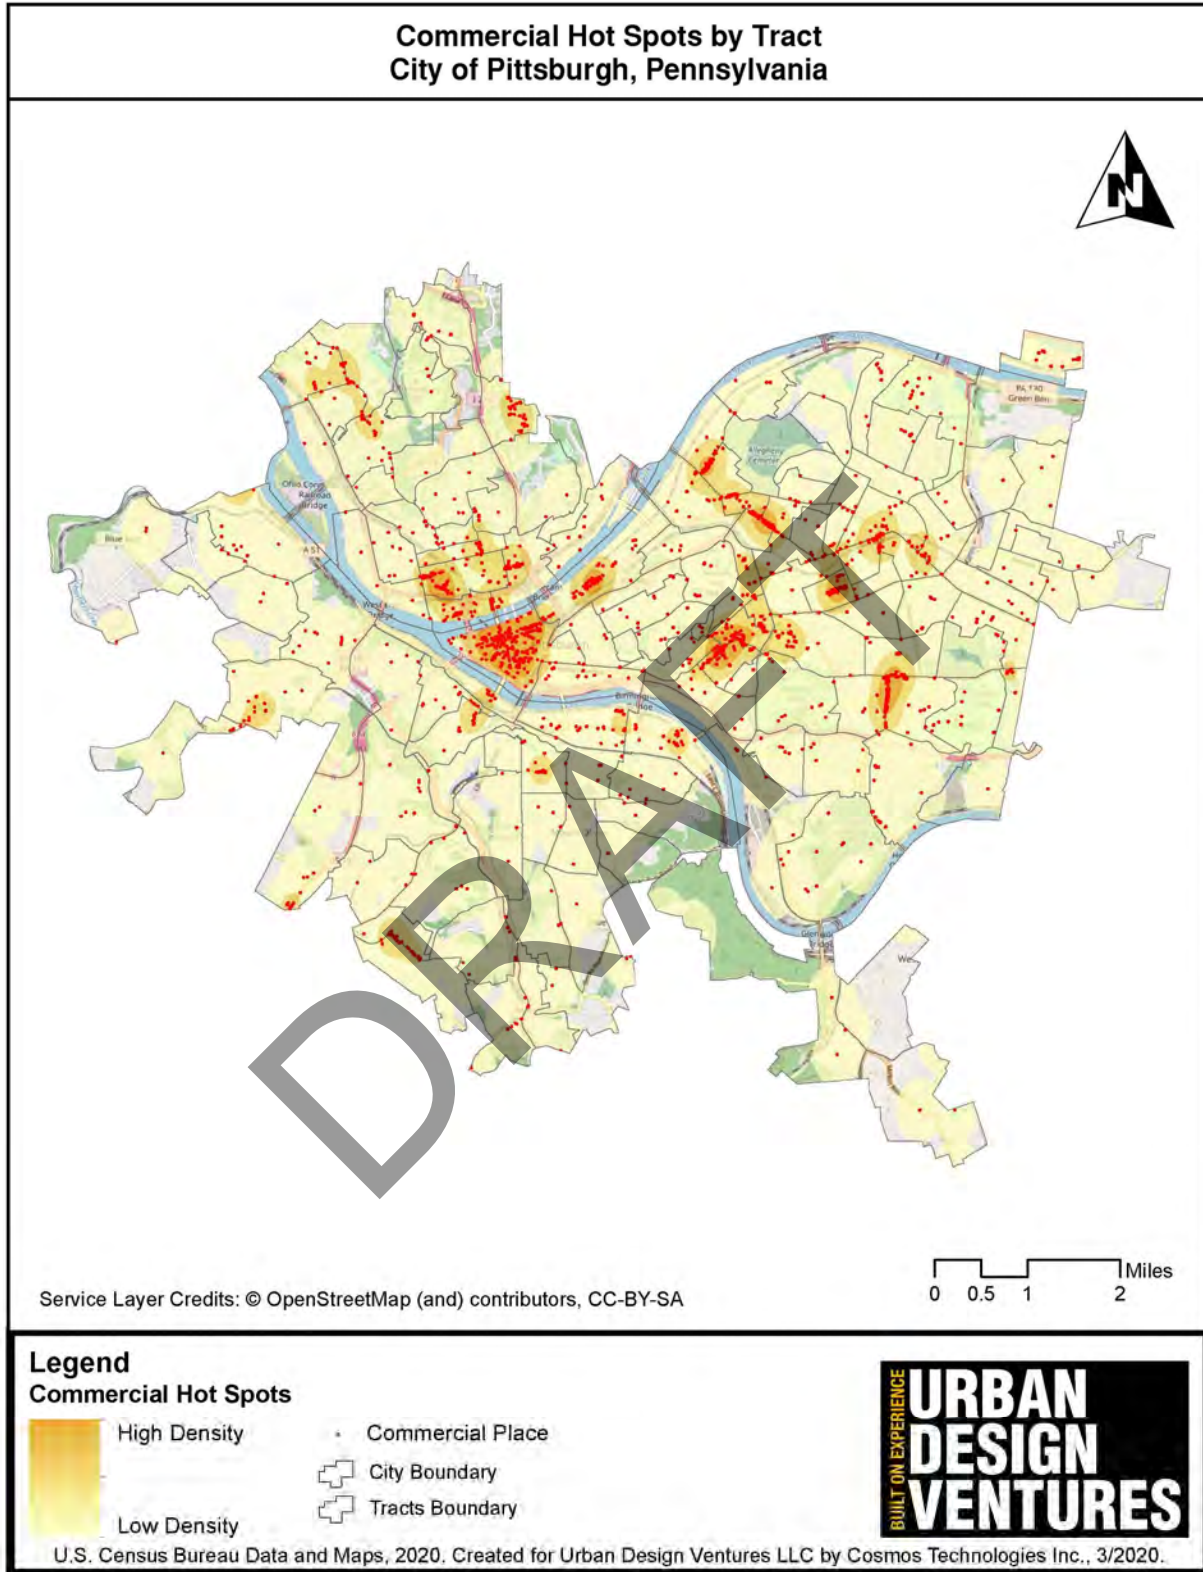 Commercial Hot Spots by Tract
City of Pittsburgh, Pennsylvania
N
Ohio
Railroad
Bridge
Green
Bridge
DRAFT
Miles
0 0.5 1 2
Service Layer Credits: © OpenStreetMap (and) contributors, CC-BY-SA
Legend
Commercial Hot Spots
High Density
Low Density
Commercial Place
City Boundary
Tracts Boundary
BUILT ON EXPERIENCE
URBAN
DESIGN
VENTURES
U.S. Census Bureau Data and Maps, 2020. Created for Urban Design Ventures LLC by Cosmos Technologies Inc., 3/2020.